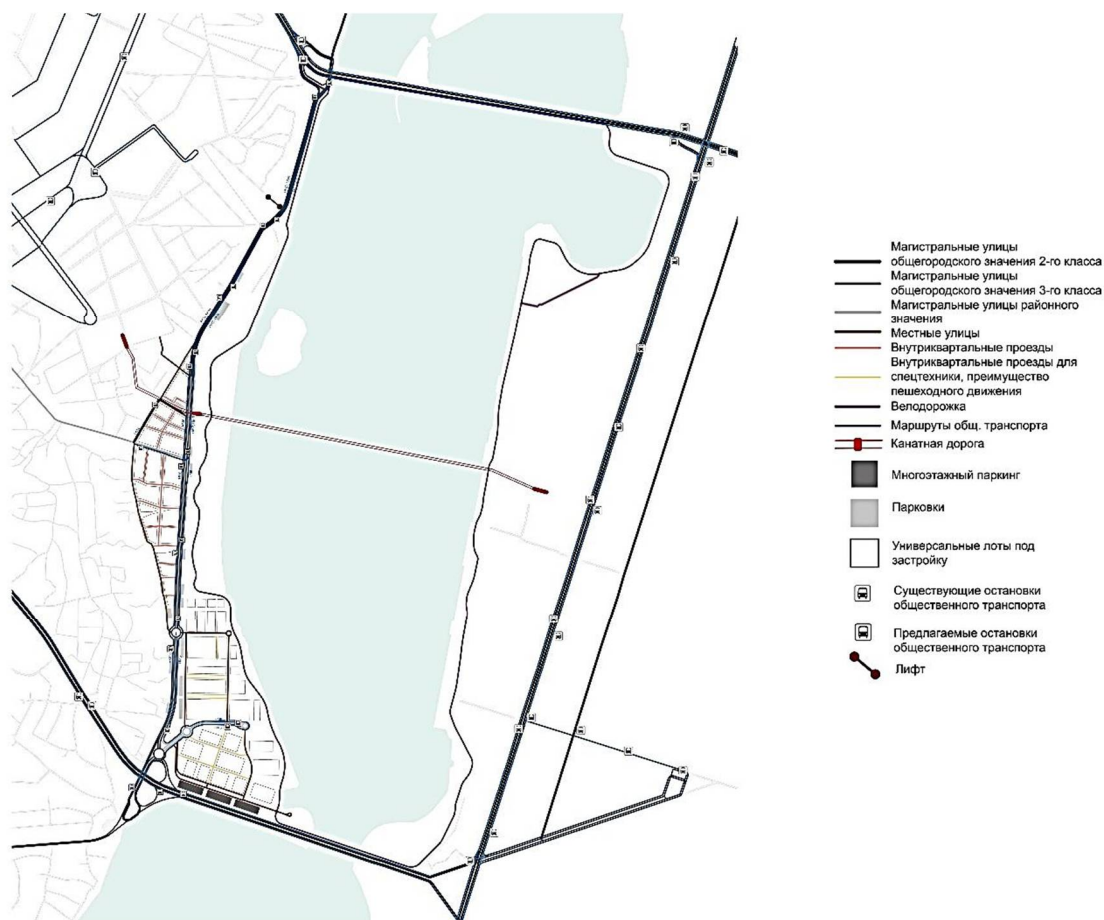 Магистральные улицы
общегородского значения 2-го класса
Магистральные улицы
общегородского значения 3-го класса
Магистральные улицы районного
значения
Местные улицы
Внутриквартальные проезды
Внутриквартальные проезды для
спецтехники, преимущество
пешеходного движения
Велодорожка
Маршруты общ. транспорта
Канатная дорога
Многоэтажный паркинг
Парковки
Универсальные лоты под
застройку
Существующие остановки
общественного транспорта
Предлагаемые остановки
общественного транспорта
Лифт